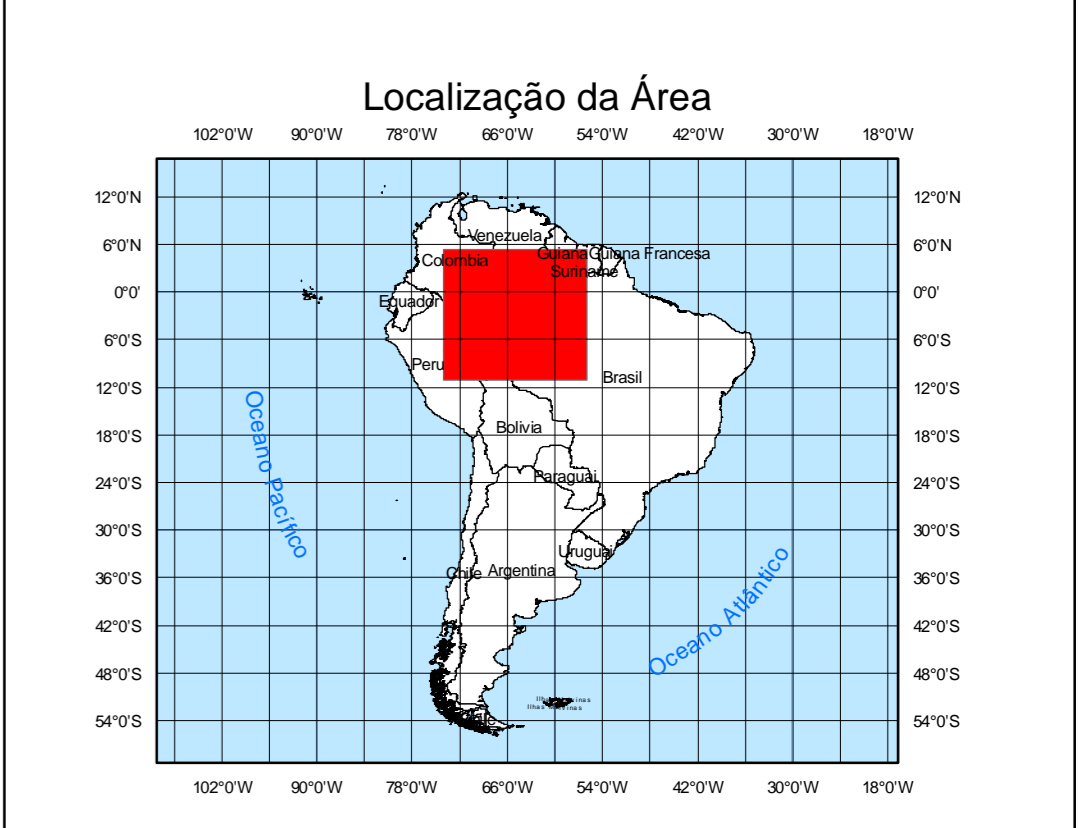 Localização da Área
102°0'W 90°0'W 78°0'W 66°0'W 54°0'W 42°0'W 30°0'W 18°0'W
12°0'N 12°0'N
Venezuela
6°0'N 6°0'N
Guiana Guiana Francesa
Colombia
Suriname
0°0' 0°0'
Equador
6°0'S 6°0'S
Peru
Brasil
12°0'S 12°0'S
Oceano Pacífico
Bolivia
18°0'S 18°0'S
Paraguai
24°0'S 24°0'S
30°0'S 30°0'S
Uruguai
Chile Argentina
36°0'S 36°0'S
Oceano Atlântico
42°0'S 42°0'S
48°0'S 48°0'S
Ilhas Malvinas
Ilhas Malvinas
Chile
54°0'S 54°0'S
102°0'W 90°0'W 78°0'W 66°0'W 54°0'W 42°0'W 30°0'W 18°0'W